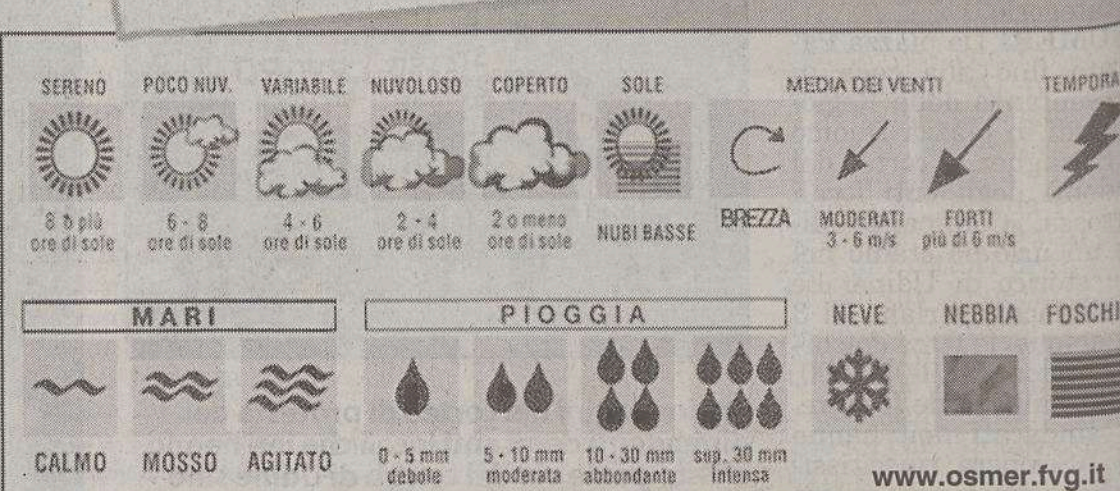 SERENO POCO NUV. VARIABILE NUVOLOSO COPERTO SOLE MEDIA DEI VENTI TEMPORA
8 o più 6 - 8 4 - 6 2 - 4 2 o meno NUBI BASSE BREZZA MODERATI FORTI
ore di sole ore di sole ore di sole ore di sole ore di sole 3 - 6 m/s più di 6 m/s
MARI PIOGGIA NEVE NEBBIA FOSCHI
CALMO MOSSO AGITATO 0 - 5 mm 5 - 10 mm 10 - 30 mm sup. 30 mm
debole moderata abbondante intensa
www.osmer.fvg.it